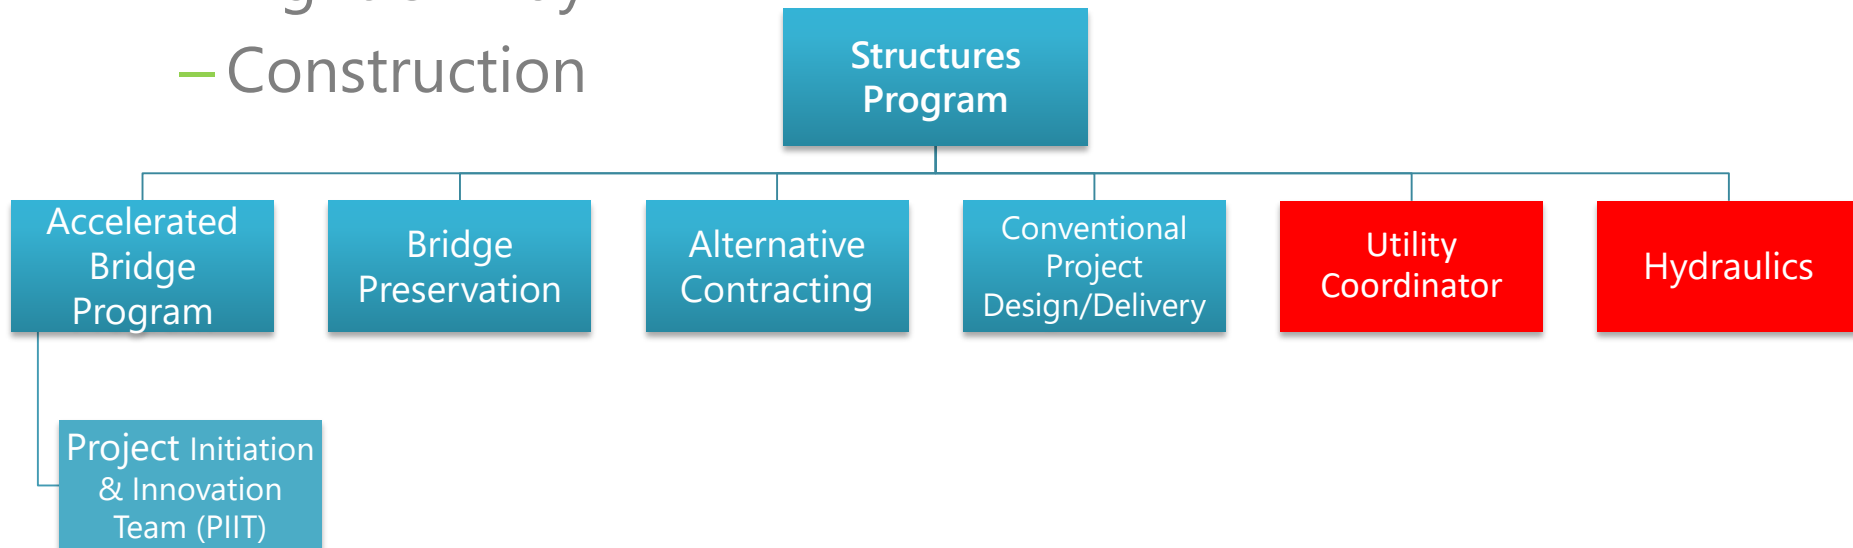 – Construction
Structures
Program
Accelerated
Bridge
Program
Bridge
Preservation
Alternative
Contracting
Conventional
Project
Design/Delivery
Utility
Coordinator
Hydraulics
Project Initiation
& Innovation
Team (PIIT)